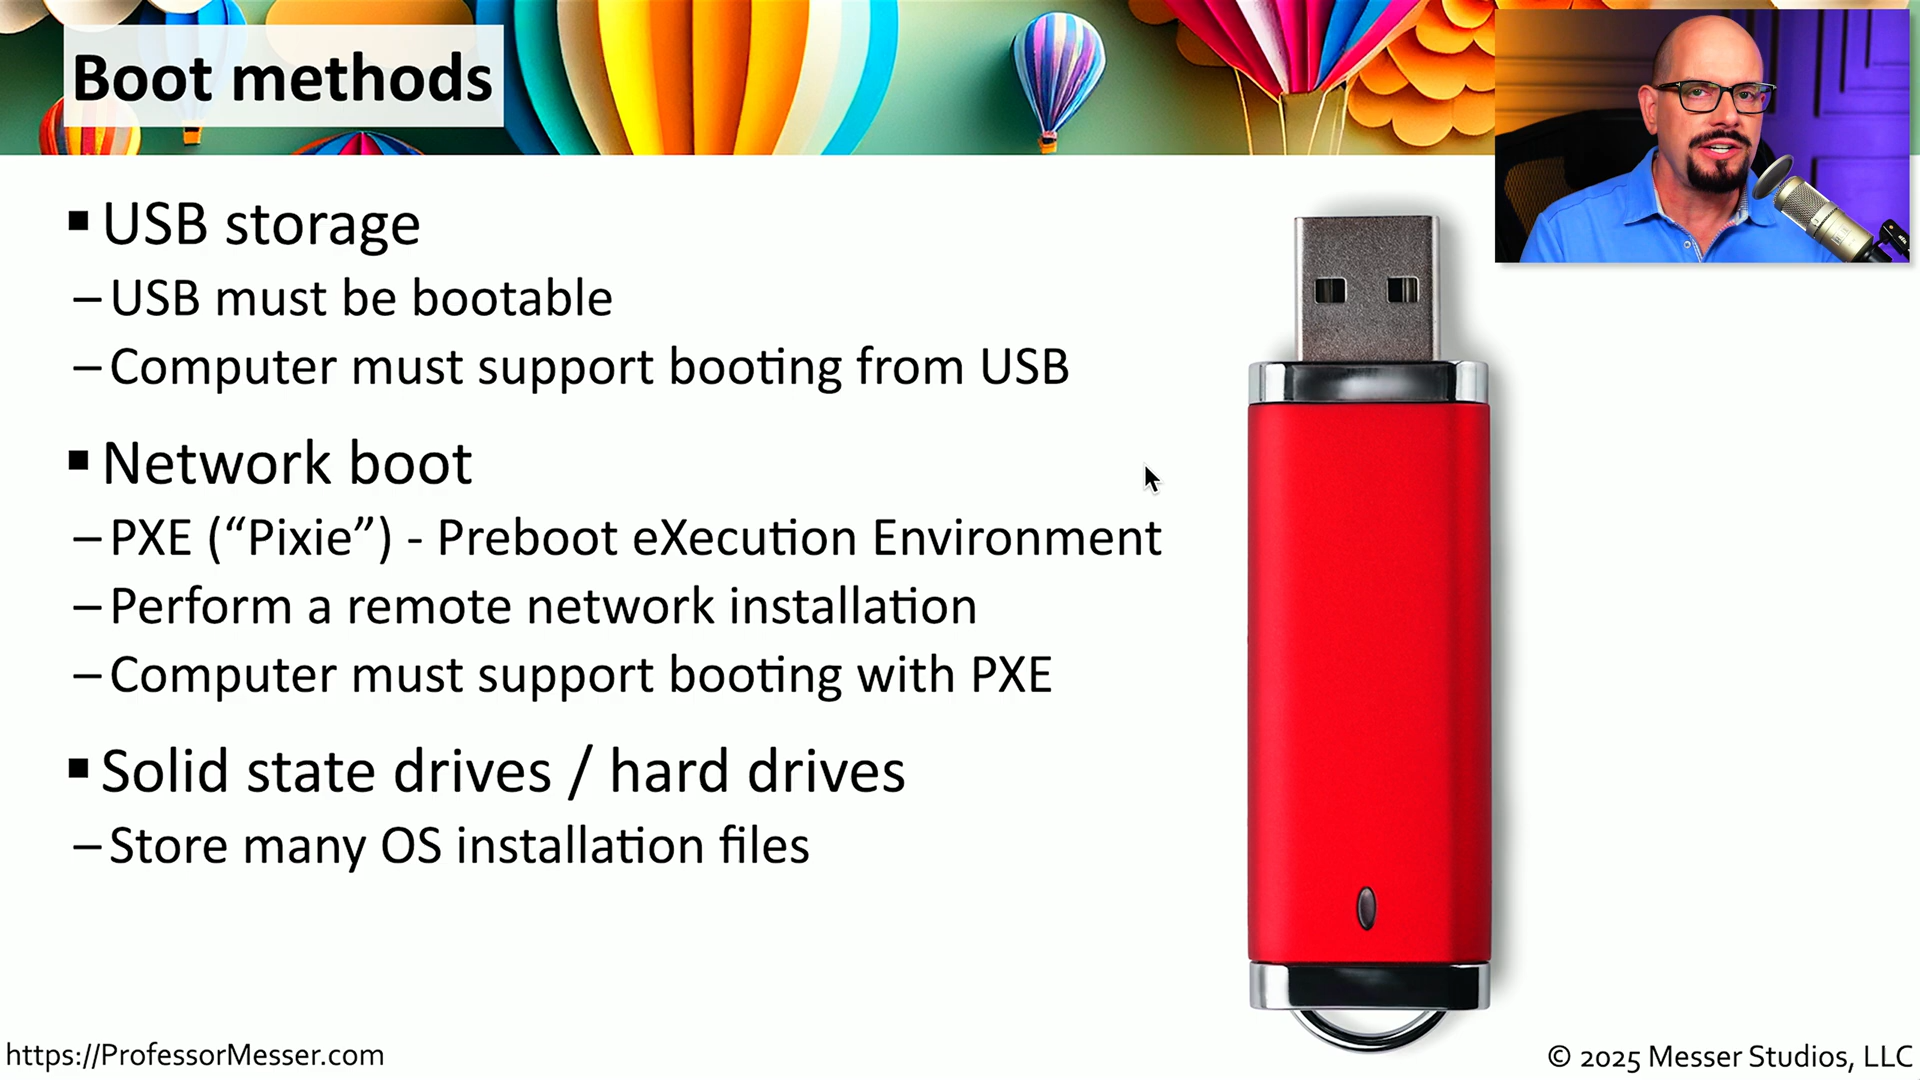 Boot methods
▪ USB storage
– USB must be bootable
– Computer must support booting from USB
▪ Network boot
– PXE (“Pixie”) - Preboot eXecution Environment
– Perform a remote network installation
– Computer must support booting with PXE
▪ Solid state drives / hard drives
– Store many OS installation files
https://ProfessorMesser.com
© 2025 Messer Studios, LLC